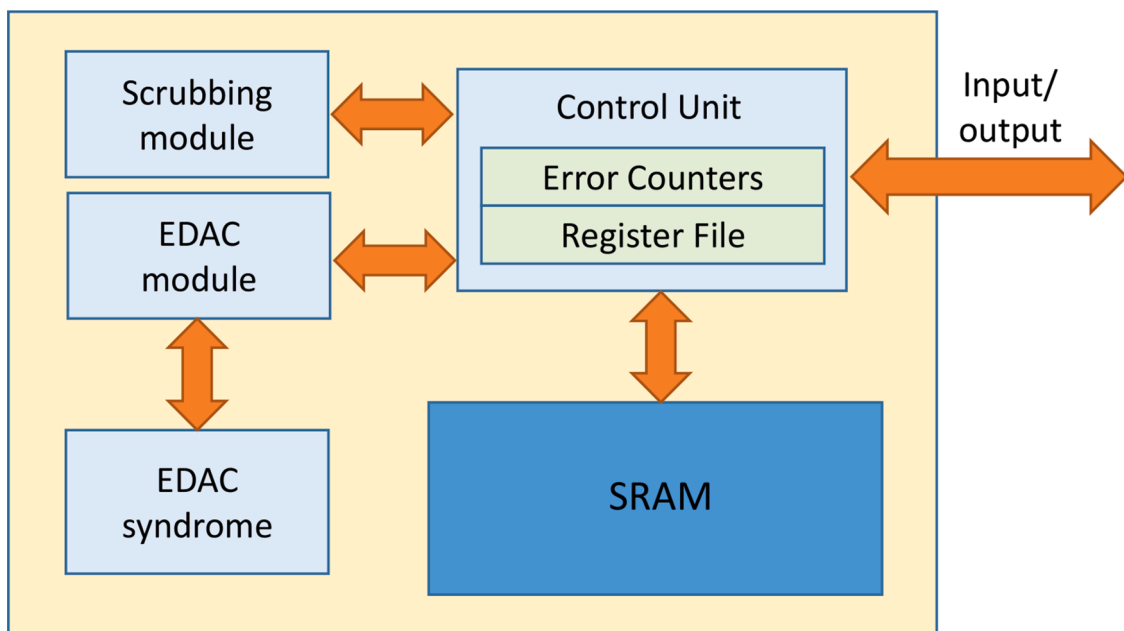 Scrubbing
module
Control Unit
Error Counters
Register File
Input/
output
EDAC
module
EDAC
syndrome
SRAM